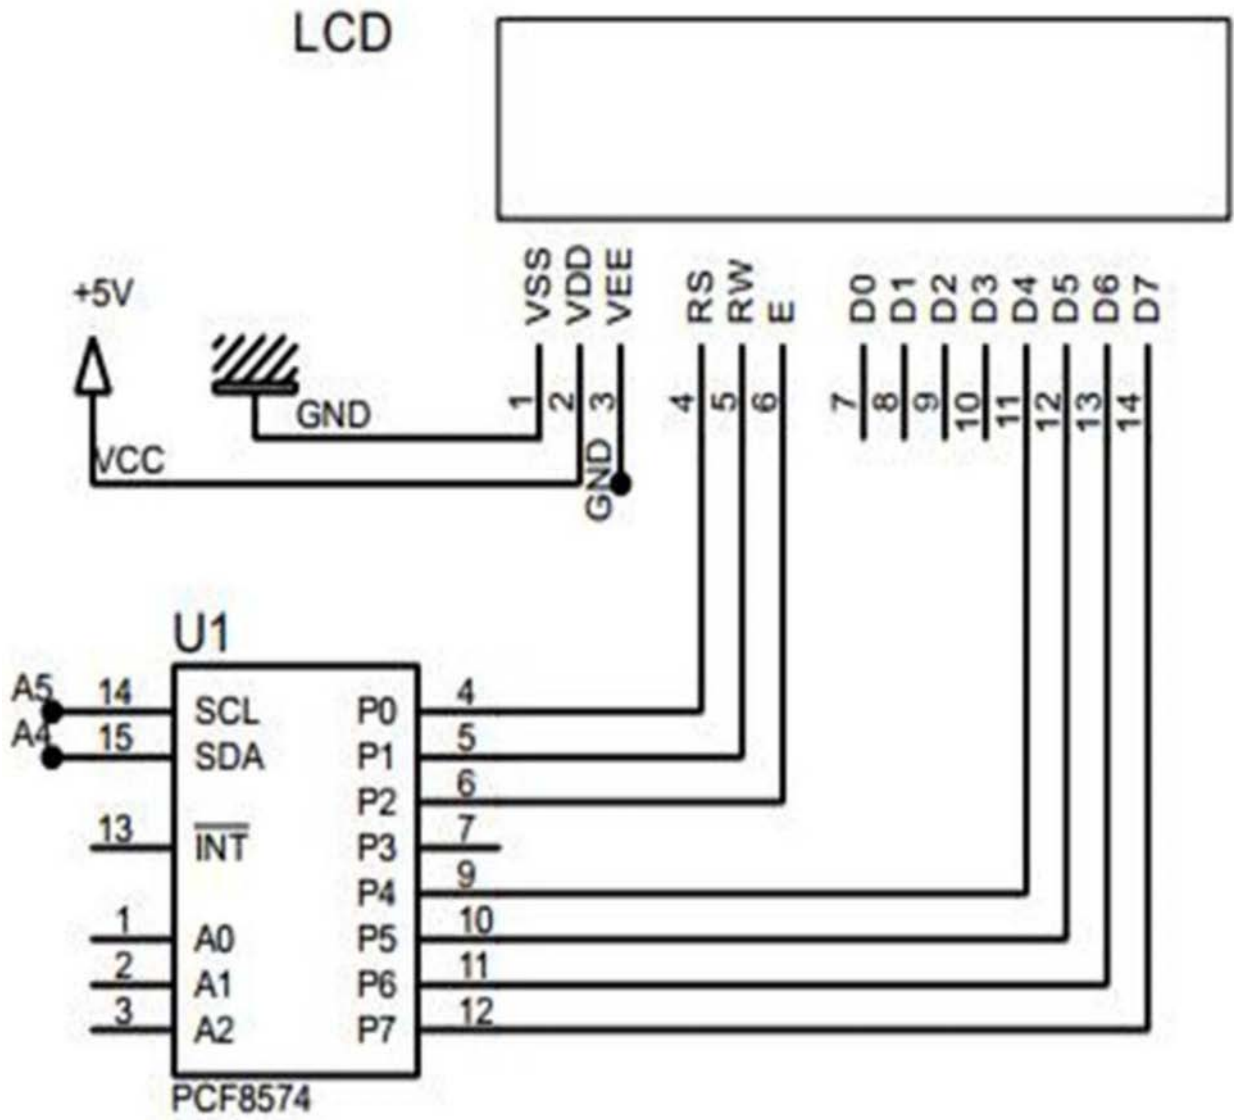 LCD
+5V
GND
VCC
VSS
VDD
VEE
RS
RW
E
D0
D1
D2
D3
D4
D5
D6
D7
1
2
3
4
5
6
7
8
9
10
11
12
13
14
GND
U1
A5
14
SCL
P0
4
A4
15
SDA
P1
5
P2
6
13
INT
P3
7
P4
9
1
A0
P5
10
2
A1
P6
11
3
A2
P7
12
PCF8574